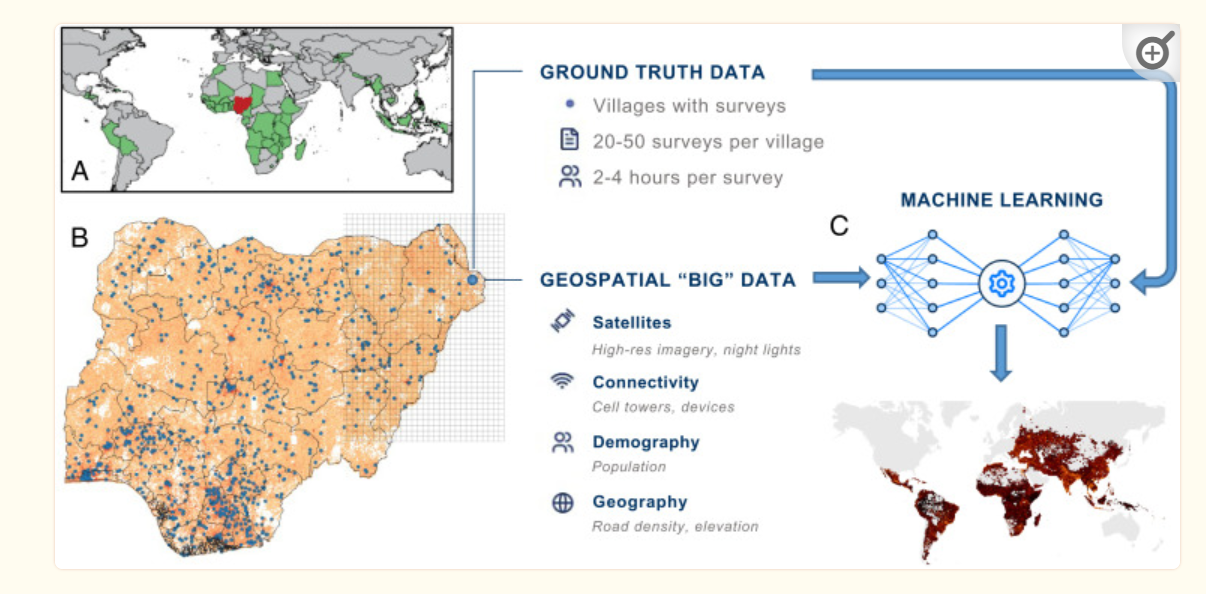 A
GROUND TRUTH DATA
Villages with surveys
20-50 surveys per village
2-4 hours per survey
B
GEOSPATIAL “BIG” DATA
Satellites
High-res imagery, night lights
Connectivity
Cell towers, devices
Demography
Population
Geography
Road density, elevation
C
MACHINE LEARNING